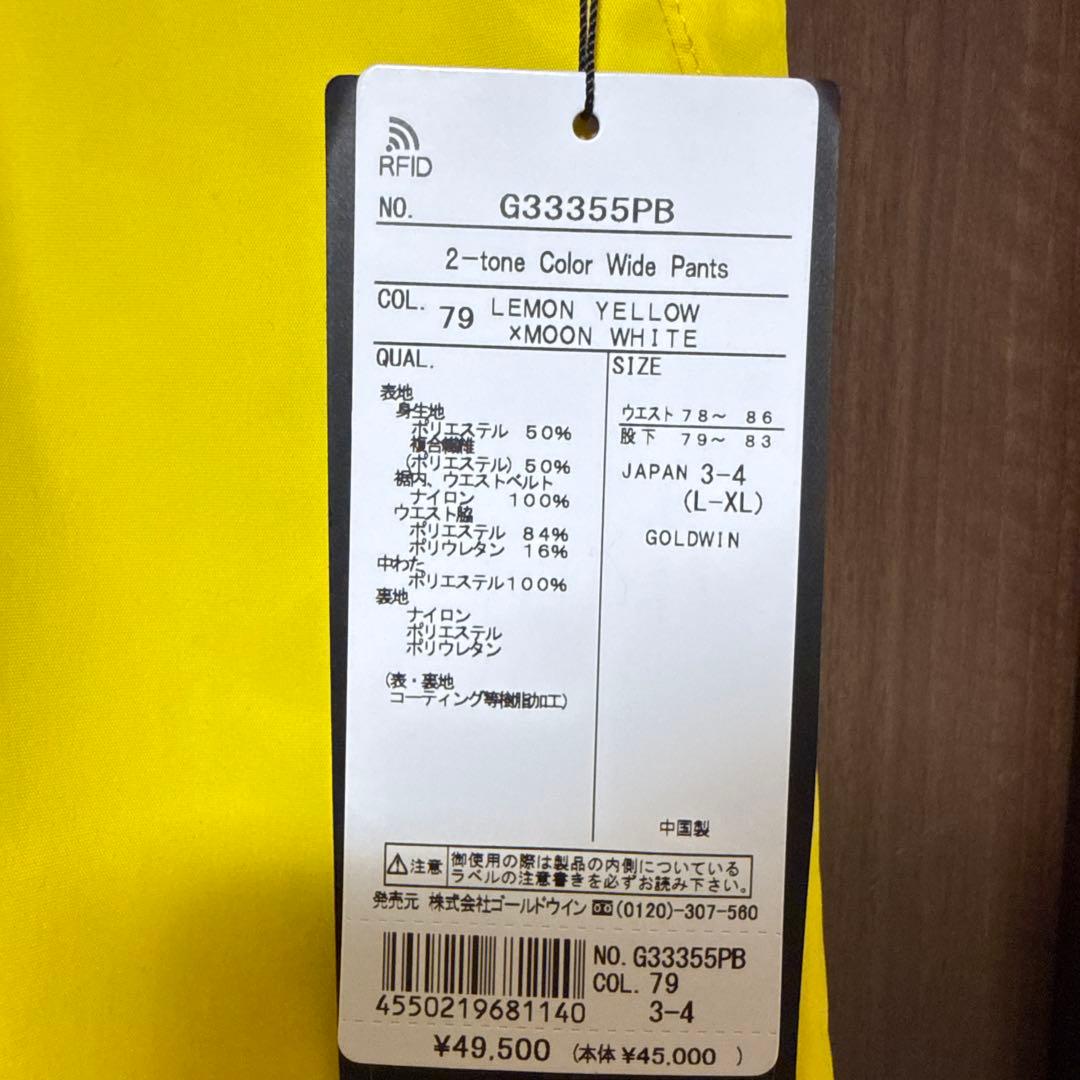 RFID
NO. G33355PB
2-tone Color Wide Pants
COL. 79 LEMON YELLOW
×MOON WHITE
QUAL.
表地
身生地
ポリエステル 50%
複合繊維
(ポリエステル) 50%
裾内、ウエストベルト
ナイロン 100%
ウエスト脇
ポリエステル 84%
ポリウレタン 16%
中わた
ポリエステル100%
裏地
ナイロン
ポリエステル
ポリウレタン
(表・裏地
コーティング等樹脂加工)
SIZE
ウエスト 78~ 86
股下 79~ 83
JAPAN 3-4
(L-XL)
GOLDWIN
中国製
注意 御使用の際は製品の内側についている
ラベルの注意書きを必ずお読み下さい。
発売元 株式会社ゴールドウイン (0120)-307-560
4550219681140
NO. G33355PB
COL. 79
3-4
¥49,500 (本体 ¥45,000 )